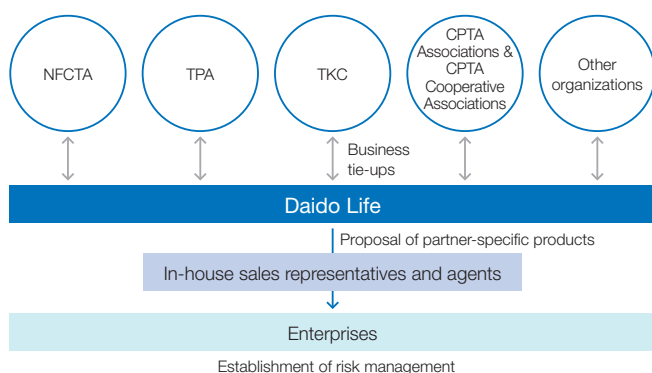 NFCTA
TPA
TKC
CPTA
Associations &
CPTA
Cooperative
Associations
Other
organizations
Business
tie-ups
Daido Life
Proposal of partner-specific products
In-house sales representatives and agents
Enterprises
Establishment of risk management